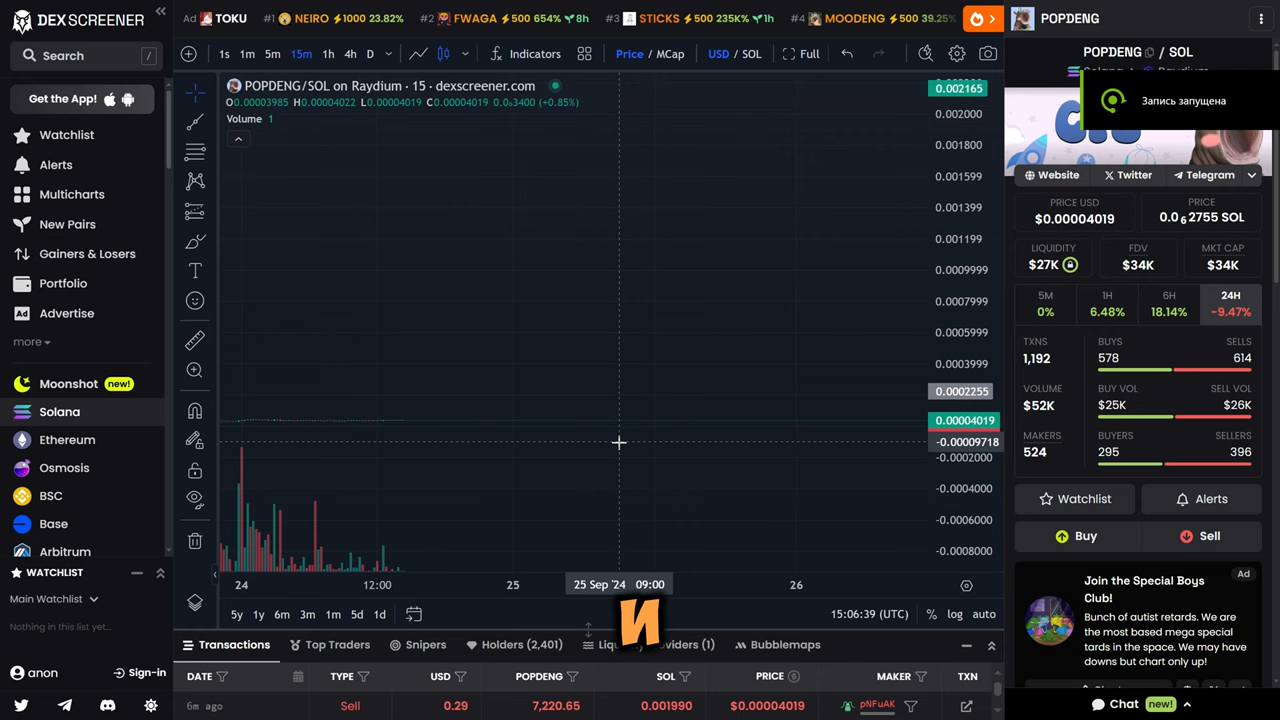 DEX SCREENER
Search /
Get the App!
Watchlist
Alerts
Multicharts
New Pairs
Gainers & Losers
Portfolio
Ad Advertise
more
Moonshot new!
Solana
Ethereum
Osmosis
BSC
Base
Arbitrum
WATCHLIST
Main Watchlist
Nothing in this list yet...
anon Sign-in
Ad TOKU #1 NEIRO 1000 23.82% #2 FWAGA 500 654% 8h #3 STICKS 500 235K% 1h #4 MOODENG 500 39.25%
1s 1m 5m 15m 1h 4h D Indicators Price / MCap USD / SOL Full
POPDENG/SOL on Raydium · 15 · dexscreener.com
O0.00003985 H0.00004022 L0.00004019 C0.00004019 0.0₆3400 (+0.85%)
Volume 1
0.002165
0.002000
0.001800
0.001599
0.001399
0.001199
0.0009999
0.0007999
0.0005999
0.0003999
0.0002255
0.00004019
-0.00009718
-0.0002000
-0.0004000
-0.0006000
-0.0008000
24 12:00 25 25 Sep '24 09:00 26
5y 1y 6m 3m 1m 5d 1d 15:06:39 (UTC) % log auto
и
Transactions Top Traders Snipers Holders (2,401) Liquidity Providers (1) Bubblemaps
DATE TYPE USD POPDENG SOL PRICE MAKER TXN
6m ago Sell 0.29 7,220.65 0.001990 $0.00004019 pNFuAK
POPDENG
POPDENG / SOL
Запись запущена
Website Twitter Telegram
PRICE USD
$0.00004019
PRICE
0.0₆2755 SOL
LIQUIDITY
$27K
FDV
$34K
MKT CAP
$34K
5M
0%
1H
6.48%
6H
18.14%
24H
-9.47%
TXNS
1,192
BUYS SELLS
578 614
VOLUME
$52K
BUY VOL SELL VOL
$25K $26K
MAKERS
524
BUYERS SELLERS
295 396
Watchlist Alerts
Buy Sell
Ad
Join the Special Boys
Club!
Bunch of autist retards. We are
the most based mega special
tards in the space. We may have
downs but chart only up!
Chat new!